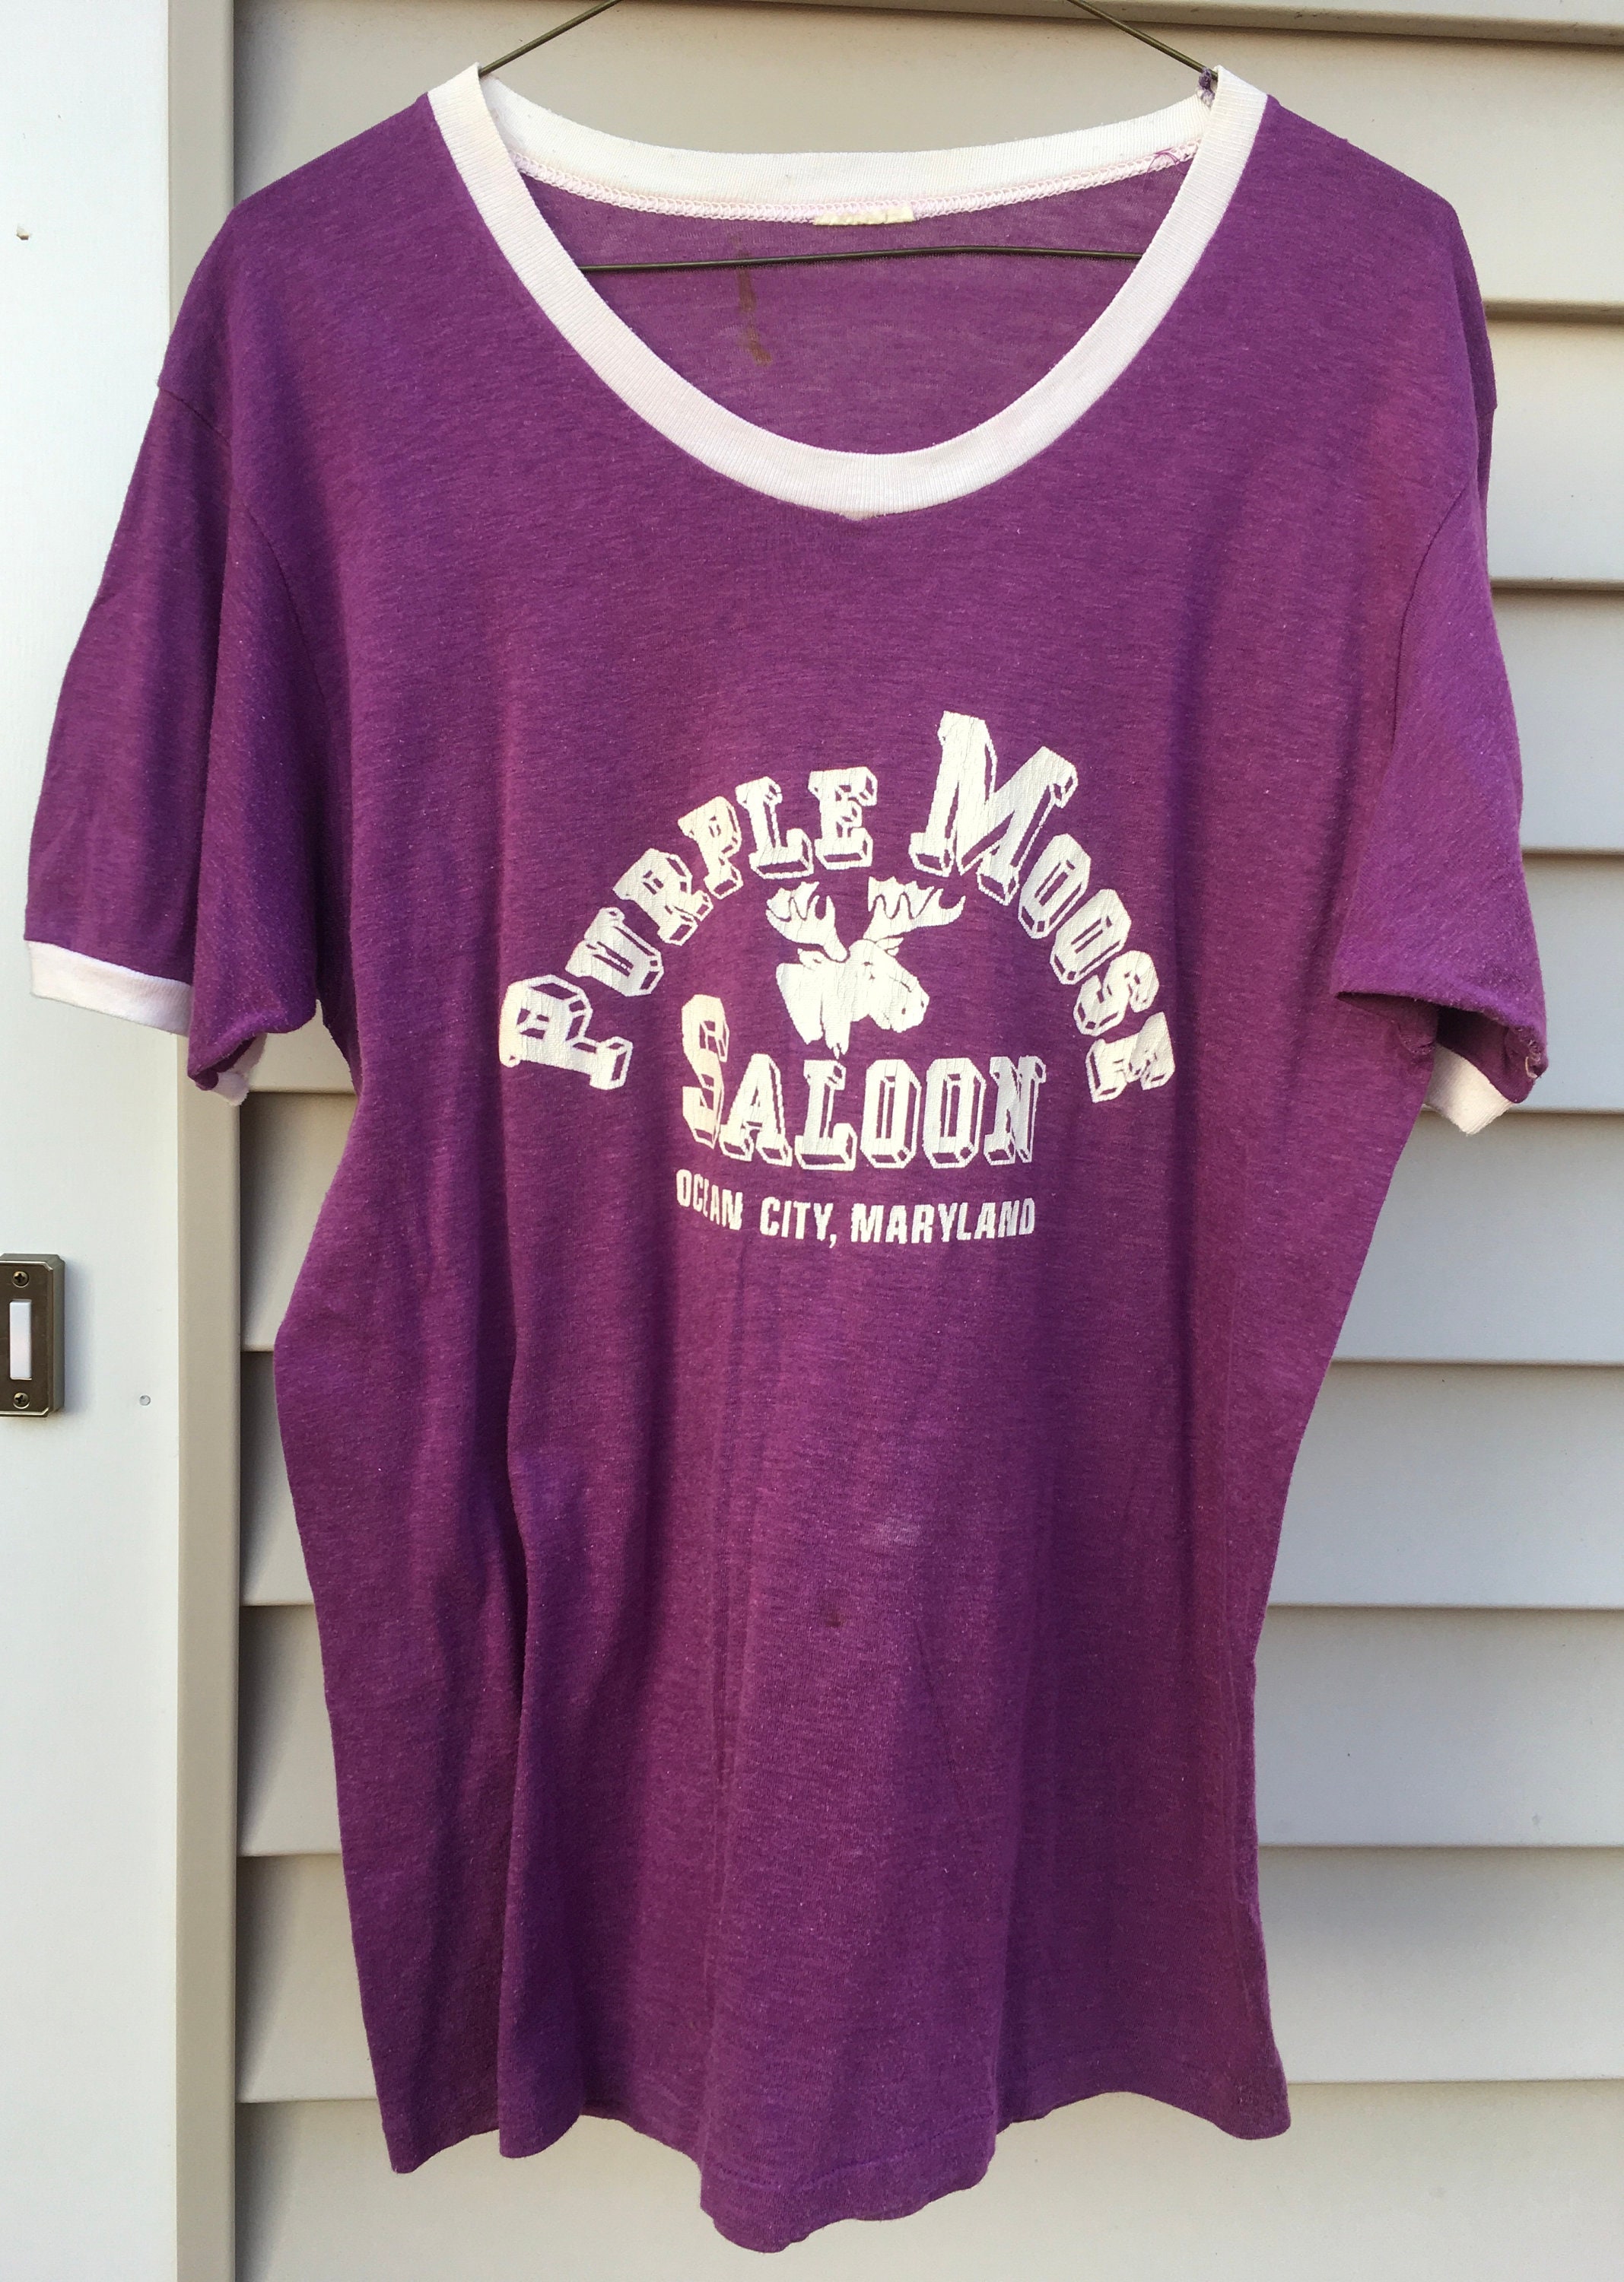 PURPLE MOOSE
SALOON
OCEAN CITY, MARYLAND